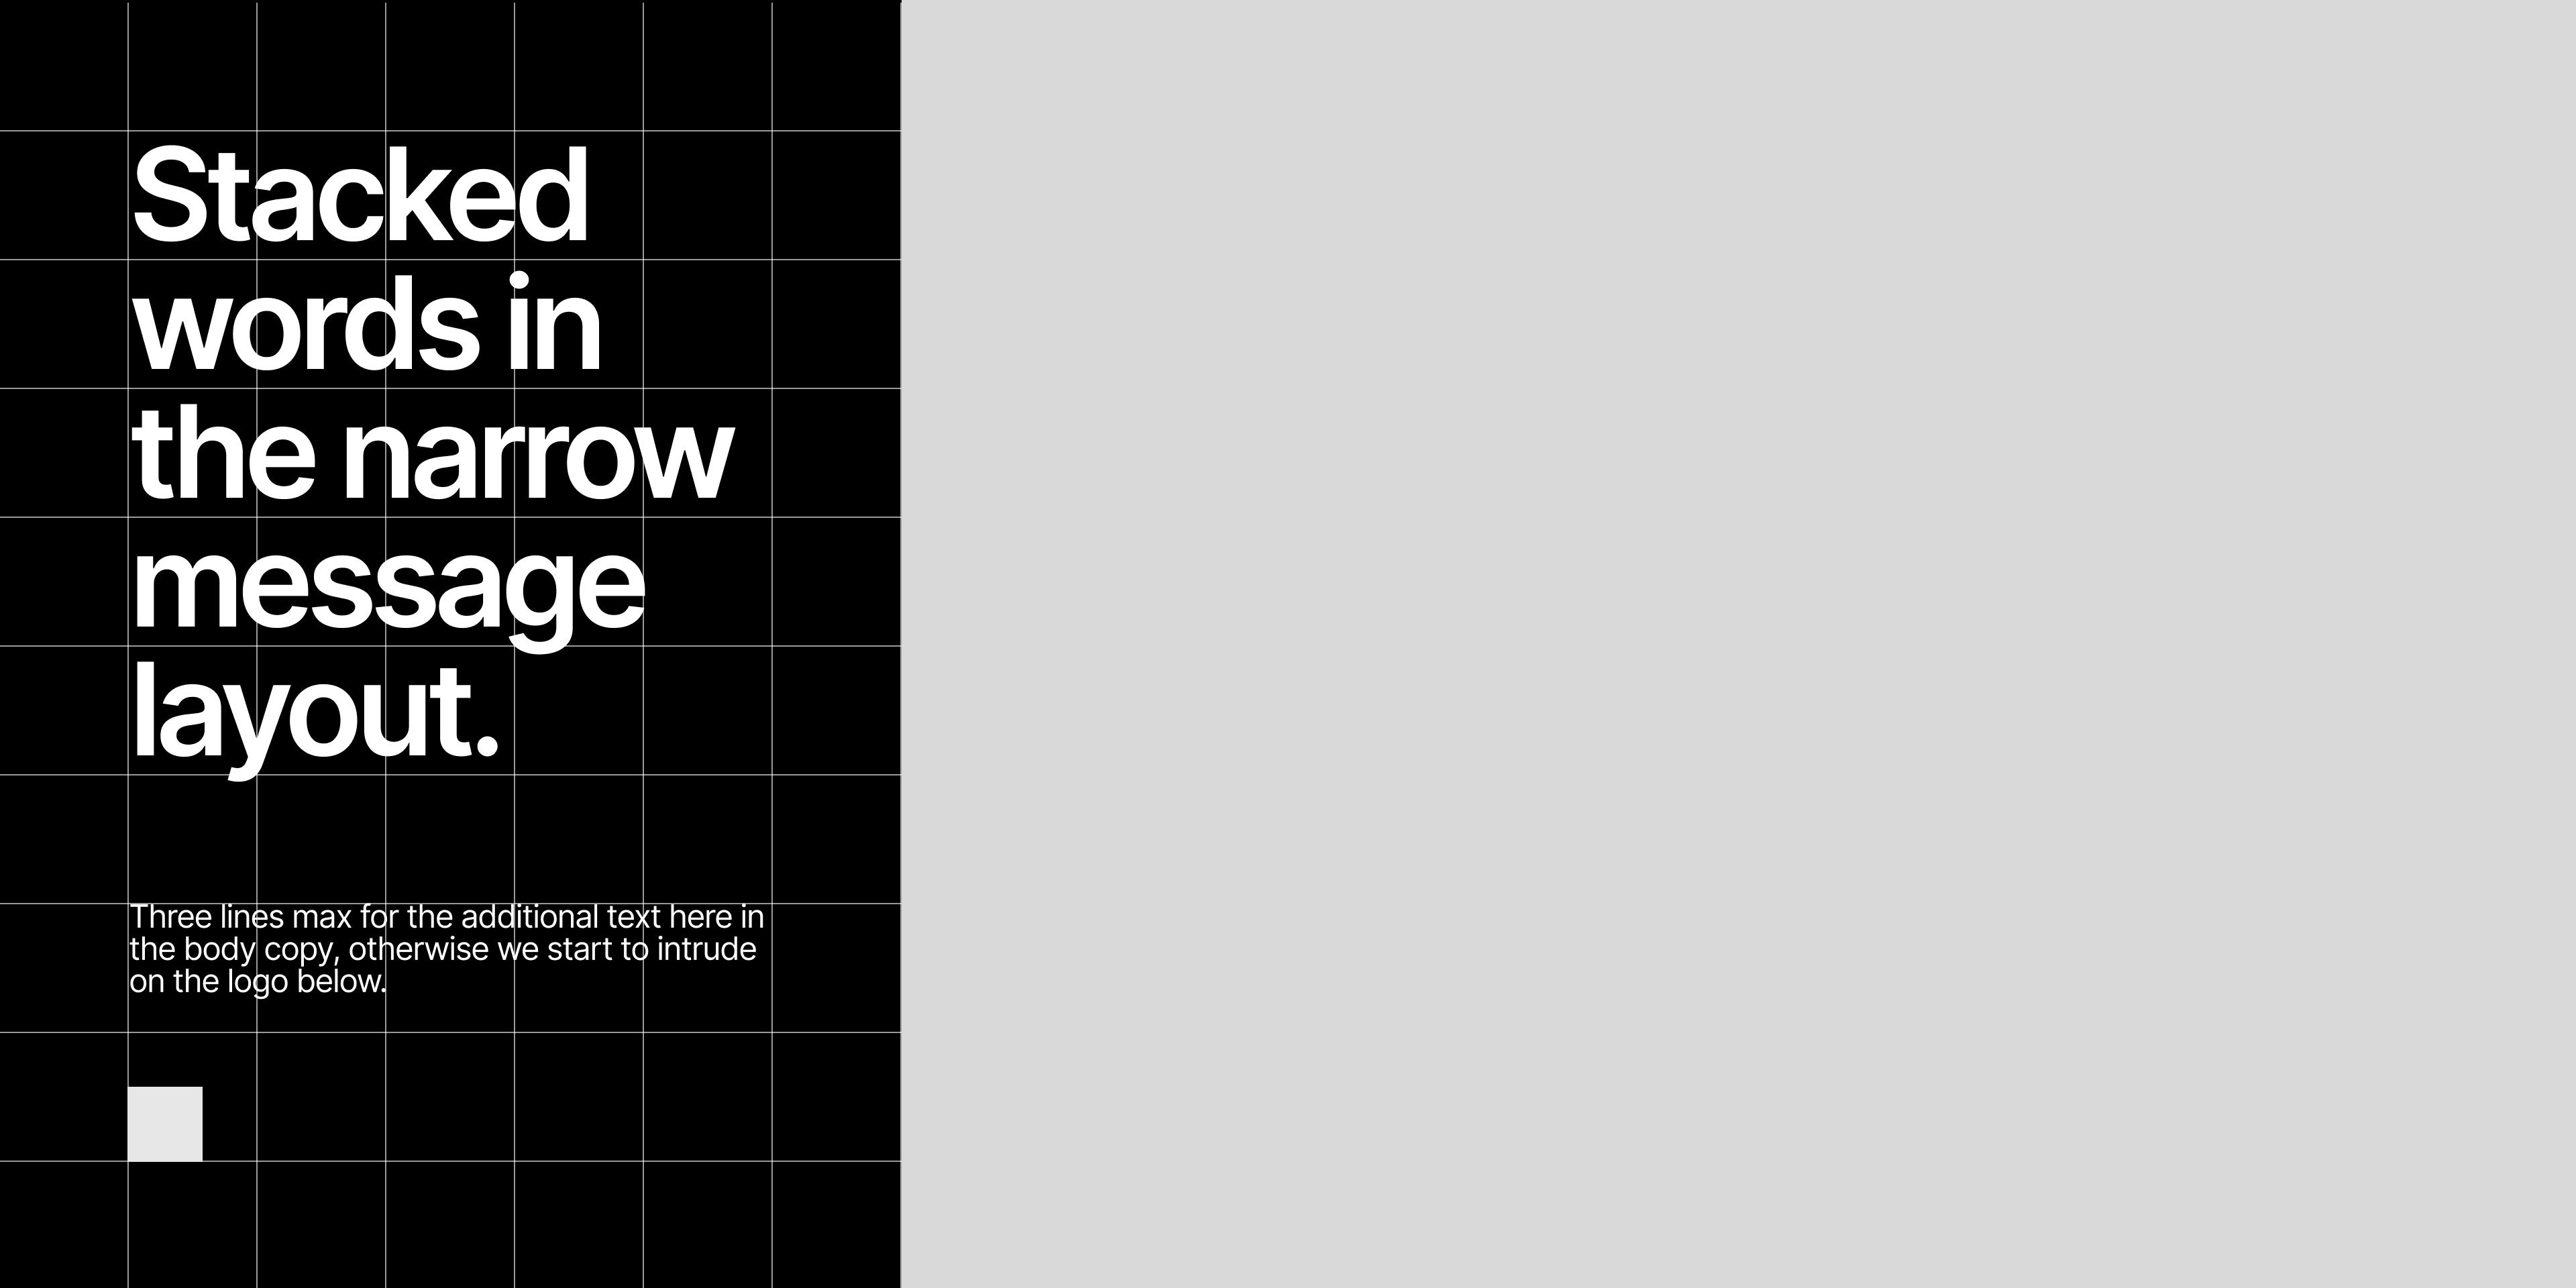 Stacked
words in
the narrow
message
layout.
Three lines max for the additional text here in
the body copy, otherwise we start to intrude
on the logo below.